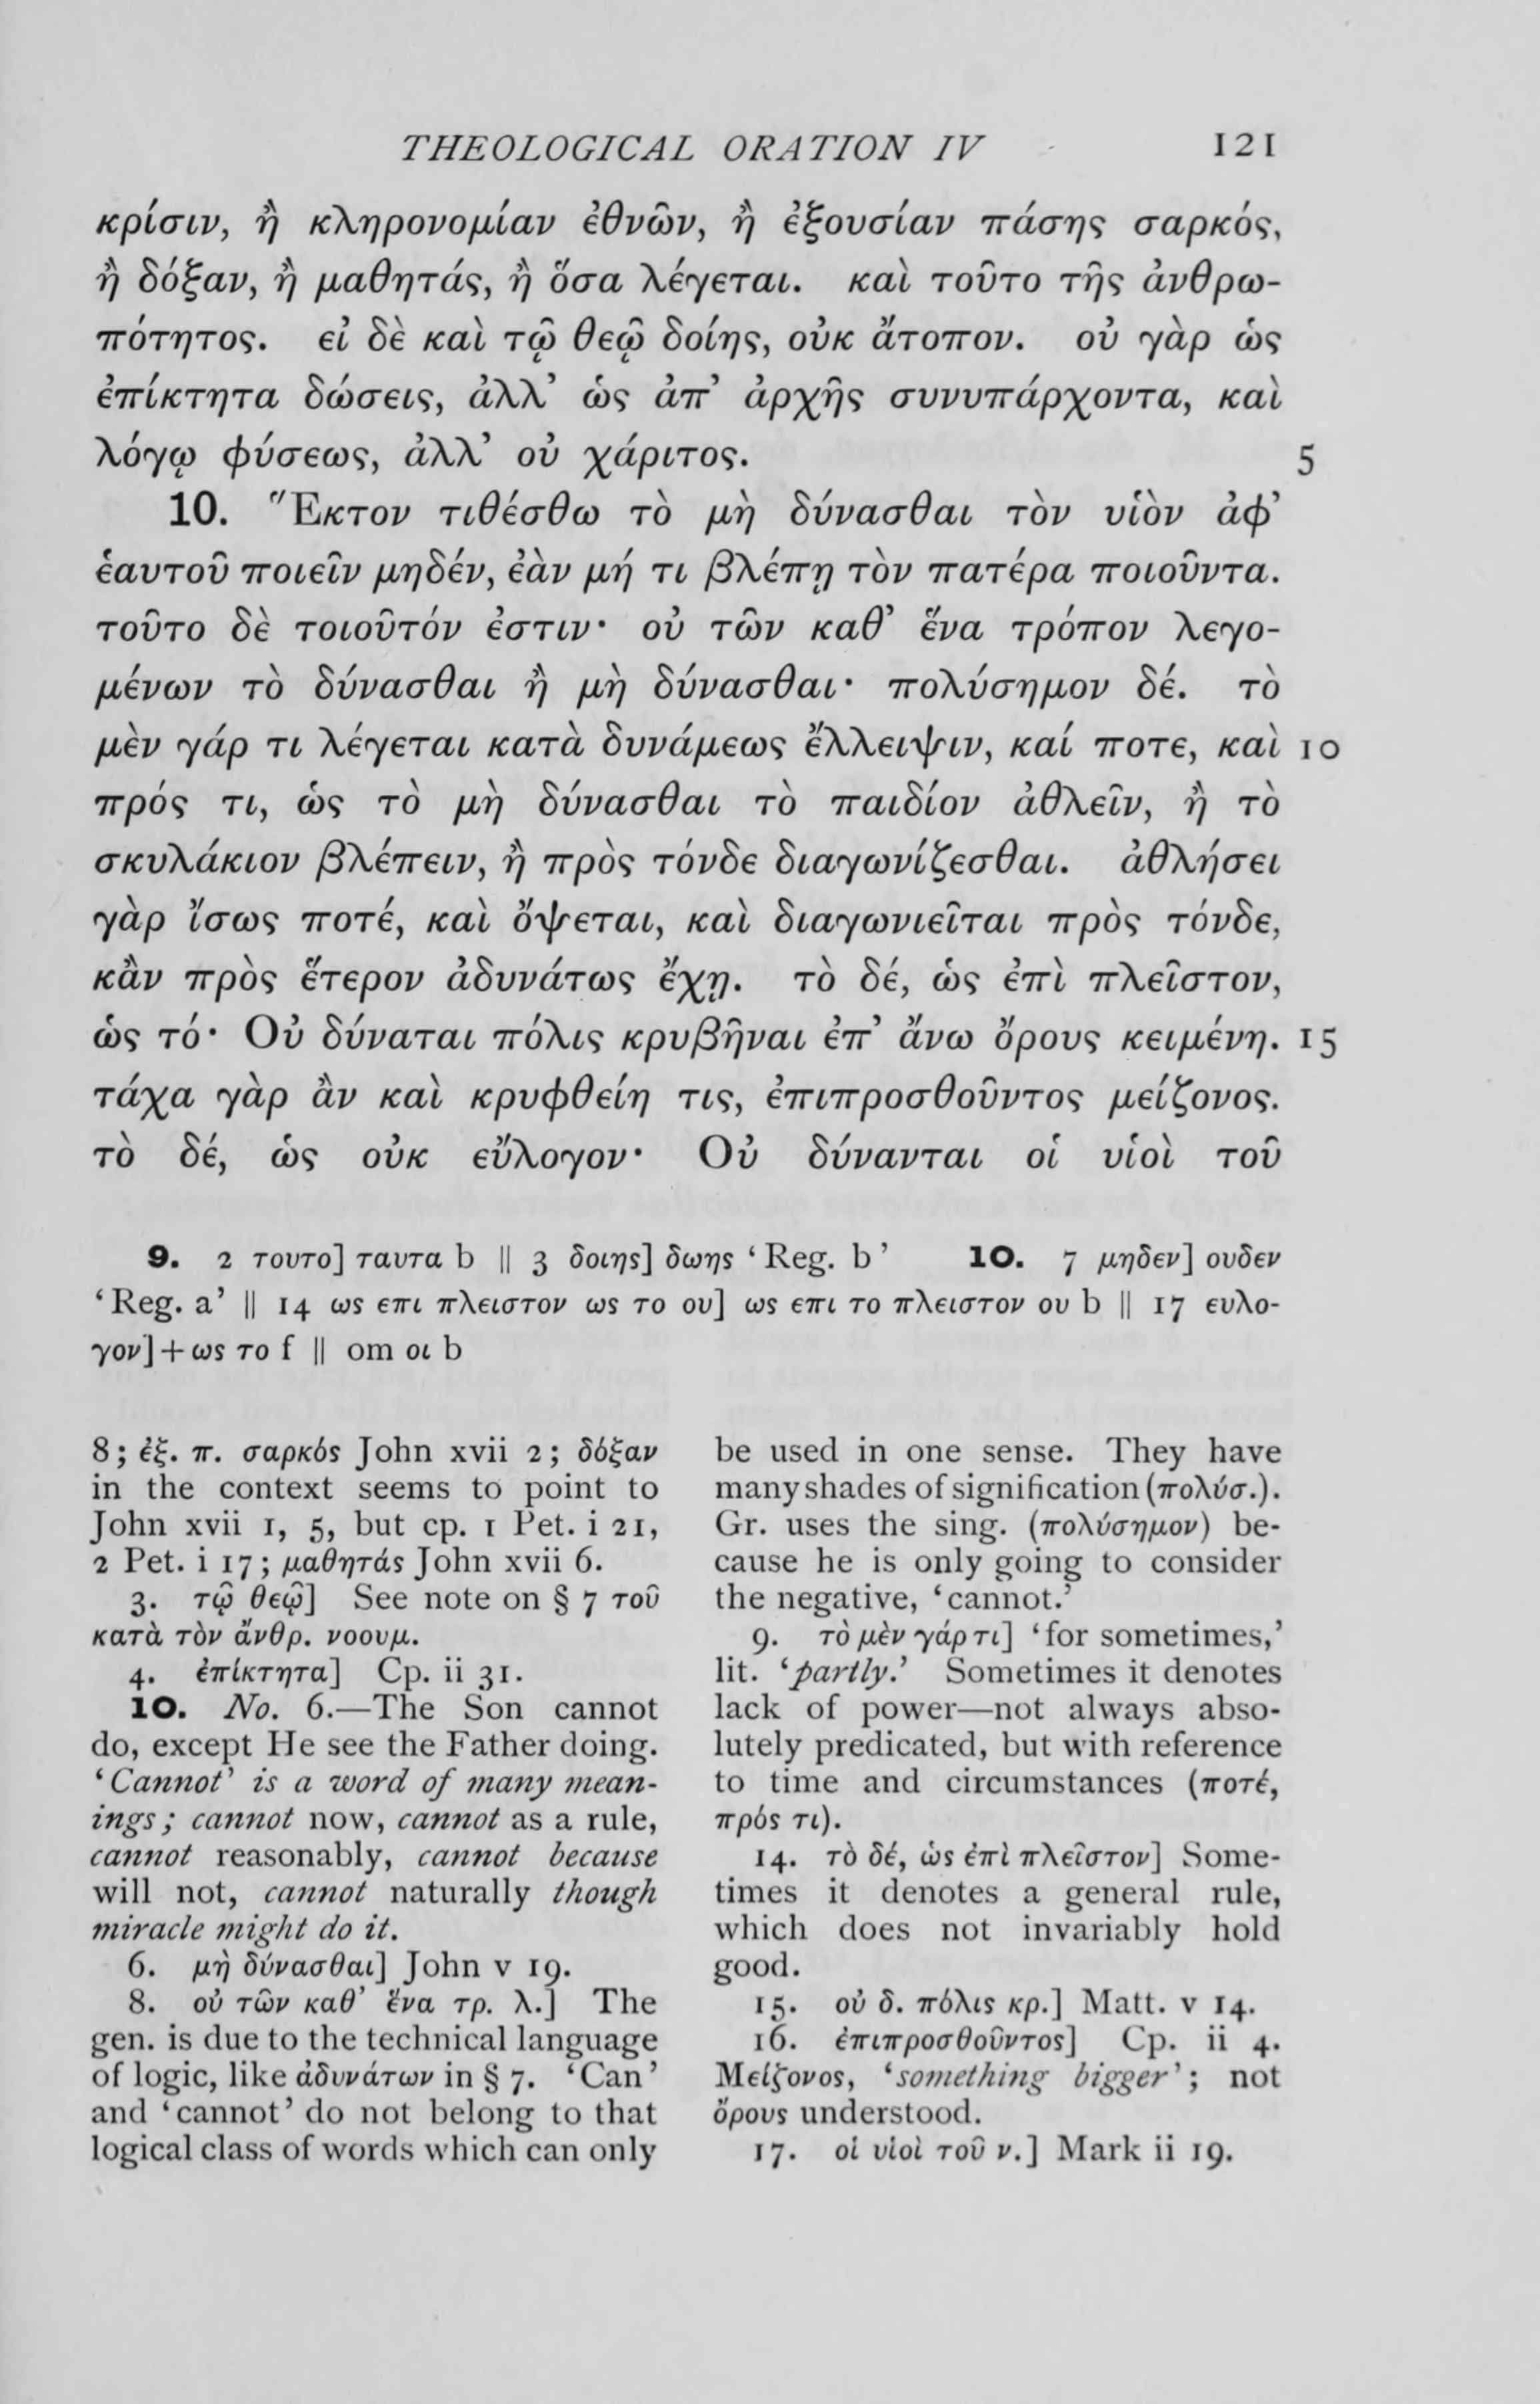 THEOLOGICAL ORATION IV 121
κρίσιν, ἢ κληρονομίαν ἐθνῶν, ἢ ἐξουσίαν πάσης σαρκός,
ἢ δόξαν, ἢ μαθητάς, ἢ ὅσα λέγεται. καὶ τοῦτο τῆς ἀνθρω-
πότητος. εἰ δὲ καὶ τῷ θεῷ δοίης, οὐκ ἄτοπον. οὐ γὰρ ὡς
ἐπίκτητα δώσεις, ἀλλ’ ὡς ἀπ’ ἀρχῆς συνυπάρχοντα, καὶ
λόγῳ φύσεως, ἀλλ’ οὐ χάριτος. 5
10. Ἕκτον τιθέσθω τὸ μὴ δύνασθαι τὸν υἱὸν ἀφ’
ἑαυτοῦ ποιεῖν μηδέν, ἐὰν μή τι βλέπῃ τὸν πατέρα ποιοῦντα.
τοῦτο δὲ τοιοῦτόν ἐστιν· οὐ τῶν καθ’ ἕνα τρόπον λεγο-
μένων τὸ δύνασθαι ἢ μὴ δύνασθαι· πολύσημον δέ. τὸ
μὲν γάρ τι λέγεται κατὰ δυνάμεως ἔλλειψιν, καί ποτε, καὶ 10
πρός τι, ὡς τὸ μὴ δύνασθαι τὸ παιδίον ἀθλεῖν, ἢ τὸ
σκυλάκιον βλέπειν, ἢ πρὸς τόνδε διαγωνίζεσθαι. ἀθλήσει
γὰρ ἴσως ποτέ, καὶ ὄψεται, καὶ διαγωνιεῖται πρὸς τόνδε,
κἂν πρὸς ἕτερον ἀδυνάτως ἔχῃ. τὸ δέ, ὡς ἐπὶ πλεῖστον,
ὡς τό· Οὐ δύναται πόλις κρυβῆναι ἐπ’ ἄνω ὄρους κειμένη. 15
τάχα γὰρ ἂν καὶ κρυφθείη τις, ἐπιπροσθοῦντος μείζονος.
τὸ δέ, ὡς οὐκ εὔλογον· Οὐ δύνανται οἱ υἱοὶ τοῦ
9. 2 τουτο] ταυτα b || 3 δοιης] δωης ‘Reg. b’ 10. 7 μηδεν] ουδεν
‘Reg. a’ || 14 ως επι πλειστον ως το ου] ως επι το πλειστον ου b || 17 ευλο-
γον]+ως το f || om οι b
8; ἐξ. π. σαρκός John xvii 2; δόξαν
in the context seems to point to
John xvii 1, 5, but cp. 1 Pet. i 21,
2 Pet. i 17; μαθητάς John xvii 6.
3. τῷ θεῷ] See note on § 7 τοῦ
κατὰ τὸν ἄνθρ. νοουμ.
4. ἐπίκτητα] Cp. ii 31.
10. No. 6.—The Son cannot
do, except He see the Father doing.
‘Cannot’ is a word of many mean-
ings; cannot now, cannot as a rule,
cannot reasonably, cannot because
will not, cannot naturally though
miracle might do it.
6. μὴ δύνασθαι] John v 19.
8. οὐ τῶν καθ’ ἕνα τρ. λ.] The
gen. is due to the technical language
of logic, like ἀδυνάτων in § 7. ‘Can’
and ‘cannot’ do not belong to that
logical class of words which can only
be used in one sense. They have
many shades of signification (πολύσ.).
Gr. uses the sing. (πολύσημον) be-
cause he is only going to consider
the negative, ‘cannot.’
9. τὸ μὲν γάρ τι] ‘for sometimes,’
lit. ‘partly.’ Sometimes it denotes
lack of power—not always abso-
lutely predicated, but with reference
to time and circumstances (ποτέ,
πρός τι).
14. τὸ δέ, ὡς ἐπὶ πλεῖστον] Some-
times it denotes a general rule,
which does not invariably hold
good.
15. οὐ δ. πόλις κρ.] Matt. v 14.
16. ἐπιπροσθοῦντος] Cp. ii 4.
Μείζονος, ‘something bigger’; not
ὄρους understood.
17. οἱ υἱοὶ τοῦ ν.] Mark ii 19.